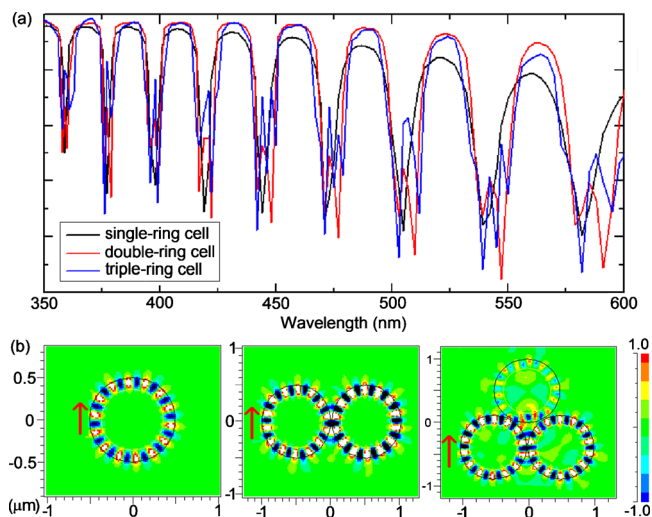 (a)
single-ring cell
double-ring cell
triple-ring cell
350 400 450 500 550 600
Wavelength (nm)
(b)
0.5
0
-0.5
(μm) -1 0 1
1
0
-1
-1 0 1
1
0
-1
-1 0 1
1.0
-1.0